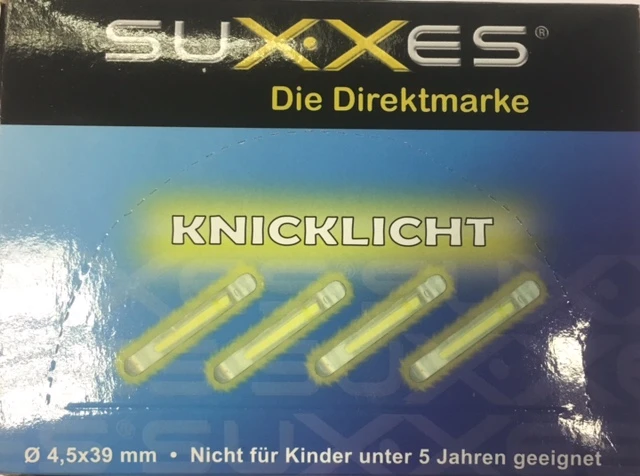 SUXXES®
Die Direktmarke
KNICKLICHT
Ø 4,5x39 mm • Nicht für Kinder unter 5 Jahren geeignet